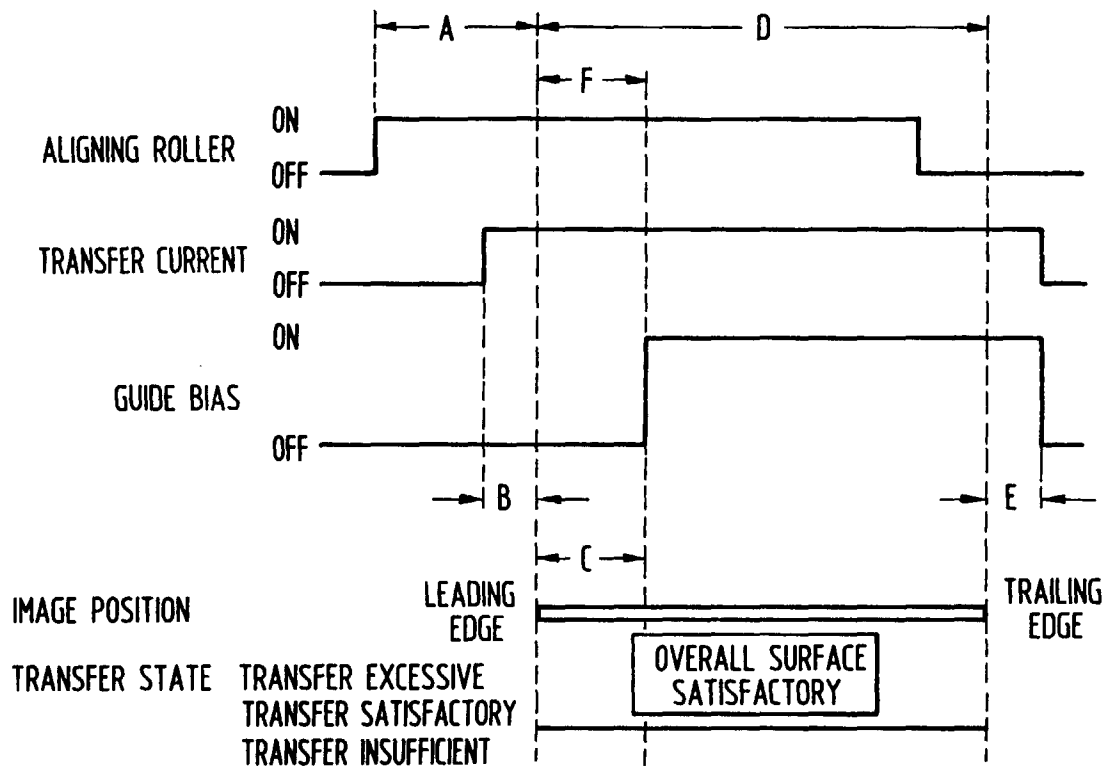 A
D
F
ALIGNING ROLLER
ON
OFF
TRANSFER CURRENT
ON
OFF
GUIDE BIAS
ON
OFF
B
E
C
IMAGE POSITION
LEADING
EDGE
TRAILING
EDGE
TRANSFER STATE
TRANSFER EXCESSIVE
TRANSFER SATISFACTORY
TRANSFER INSUFFICIENT
OVERALL SURFACE
SATISFACTORY